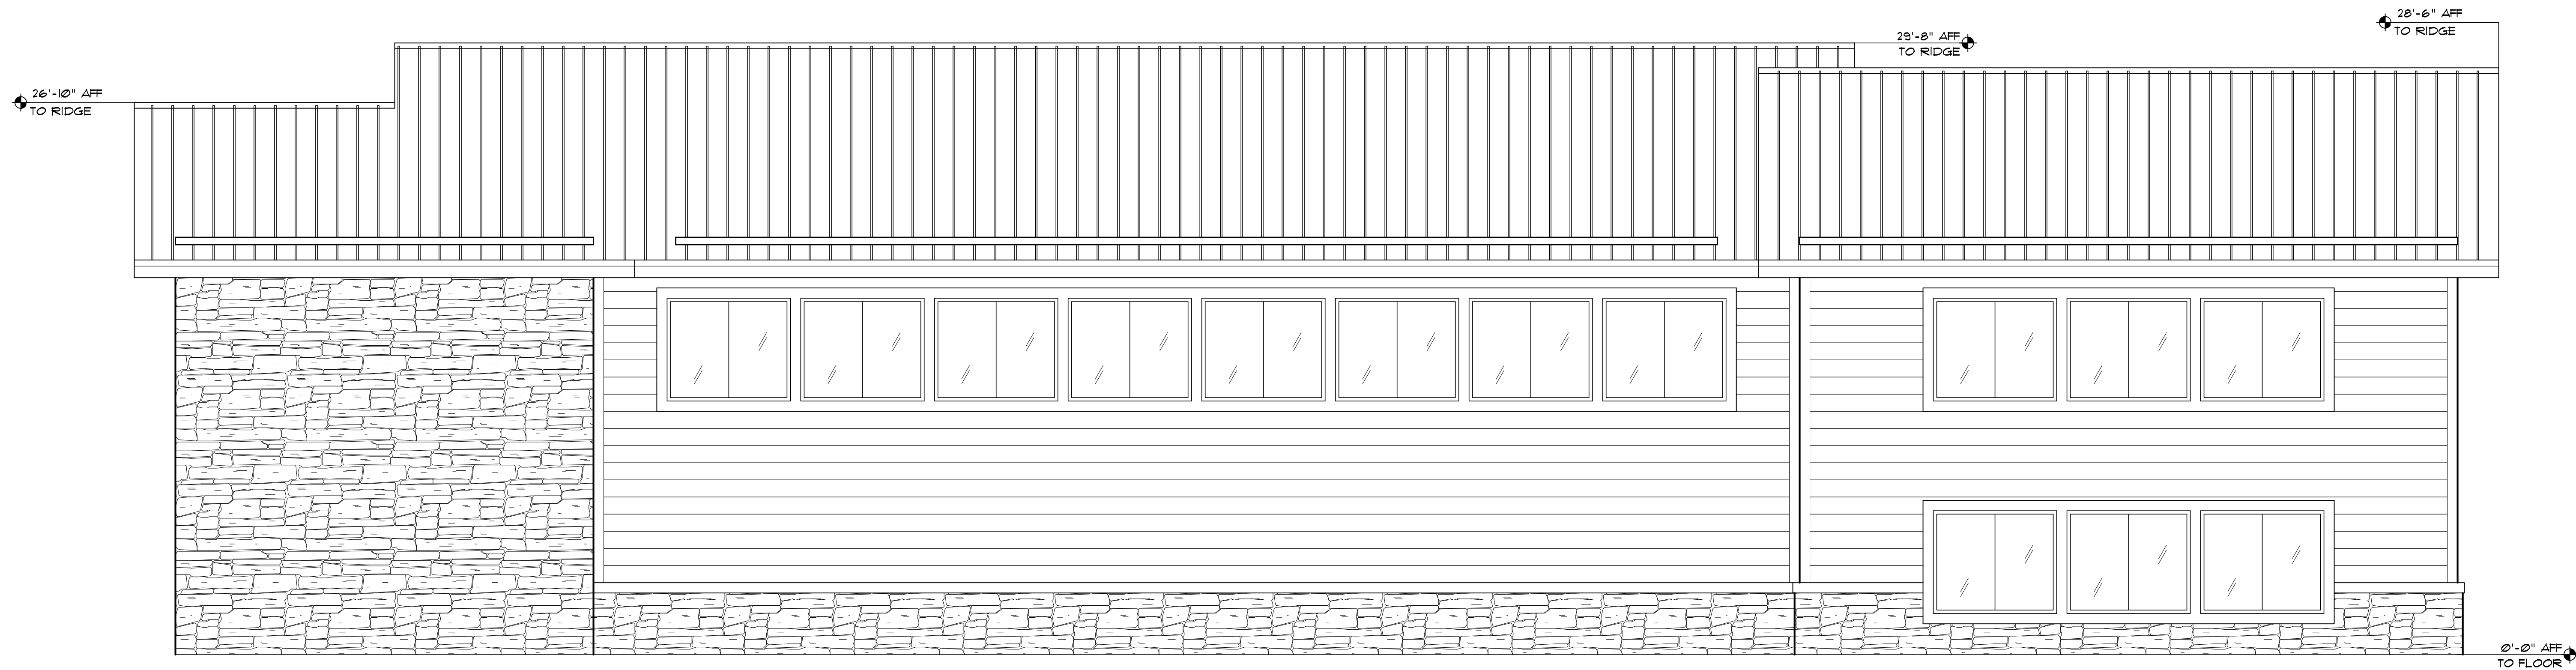 28'-6" AFF
TO RIDGE
29'-8" AFF
TO RIDGE
26'-10" AFF
TO RIDGE
0'-0" AFF
TO FLOOR